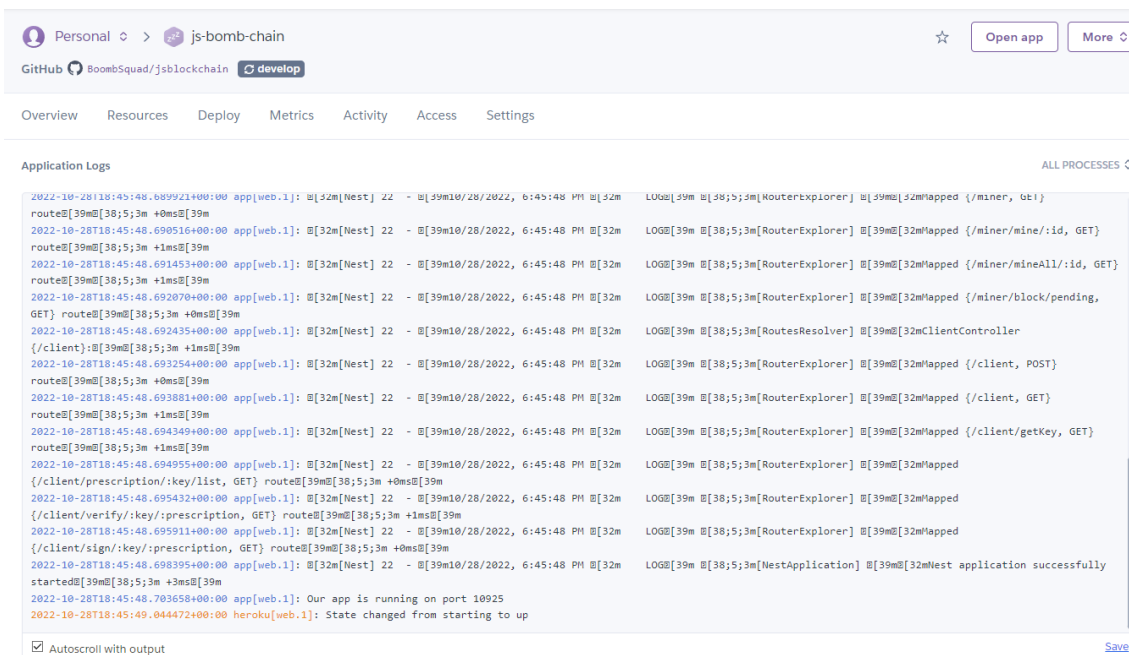 Personal > js-bomb-chain
Open app
More
GitHub BoombSquad/jsblockchain develop
Overview Resources Deploy Metrics Activity Access Settings
Application Logs
ALL PROCESSES
2022-10-28T18:45:48.689921+00:00 app[web.1]: [32m[Nest] 22  - [39m10/28/2022, 6:45:48 PM [32m    LOG[39m [38;5;3m[RouterExplorer] [39m[32mMapped {/miner, GET}
route[39m[38;5;3m +0ms[39m
2022-10-28T18:45:48.690516+00:00 app[web.1]: [32m[Nest] 22  - [39m10/28/2022, 6:45:48 PM [32m    LOG[39m [38;5;3m[RouterExplorer] [39m[32mMapped {/miner/mine/:id, GET}
route[39m[38;5;3m +1ms[39m
2022-10-28T18:45:48.691453+00:00 app[web.1]: [32m[Nest] 22  - [39m10/28/2022, 6:45:48 PM [32m    LOG[39m [38;5;3m[RouterExplorer] [39m[32mMapped {/miner/mineAll/:id, GET}
route[39m[38;5;3m +1ms[39m
2022-10-28T18:45:48.692070+00:00 app[web.1]: [32m[Nest] 22  - [39m10/28/2022, 6:45:48 PM [32m    LOG[39m [38;5;3m[RouterExplorer] [39m[32mMapped {/miner/block/pending,
GET} route[39m[38;5;3m +0ms[39m
2022-10-28T18:45:48.692435+00:00 app[web.1]: [32m[Nest] 22  - [39m10/28/2022, 6:45:48 PM [32m    LOG[39m [38;5;3m[RoutesResolver] [39m[32mClientController
{/client}:[39m[38;5;3m +1ms[39m
2022-10-28T18:45:48.693254+00:00 app[web.1]: [32m[Nest] 22  - [39m10/28/2022, 6:45:48 PM [32m    LOG[39m [38;5;3m[RouterExplorer] [39m[32mMapped {/client, POST}
route[39m[38;5;3m +0ms[39m
2022-10-28T18:45:48.693881+00:00 app[web.1]: [32m[Nest] 22  - [39m10/28/2022, 6:45:48 PM [32m    LOG[39m [38;5;3m[RouterExplorer] [39m[32mMapped {/client, GET}
route[39m[38;5;3m +1ms[39m
2022-10-28T18:45:48.694349+00:00 app[web.1]: [32m[Nest] 22  - [39m10/28/2022, 6:45:48 PM [32m    LOG[39m [38;5;3m[RouterExplorer] [39m[32mMapped {/client/getKey, GET}
route[39m[38;5;3m +1ms[39m
2022-10-28T18:45:48.694955+00:00 app[web.1]: [32m[Nest] 22  - [39m10/28/2022, 6:45:48 PM [32m    LOG[39m [38;5;3m[RouterExplorer] [39m[32mMapped
{/client/prescription/:key/list, GET} route[39m[38;5;3m +0ms[39m
2022-10-28T18:45:48.695432+00:00 app[web.1]: [32m[Nest] 22  - [39m10/28/2022, 6:45:48 PM [32m    LOG[39m [38;5;3m[RouterExplorer] [39m[32mMapped
{/client/verify/:key/:prescription, GET} route[39m[38;5;3m +1ms[39m
2022-10-28T18:45:48.695911+00:00 app[web.1]: [32m[Nest] 22  - [39m10/28/2022, 6:45:48 PM [32m    LOG[39m [38;5;3m[RouterExplorer] [39m[32mMapped
{/client/sign/:key/:prescription, GET} route[39m[38;5;3m +0ms[39m
2022-10-28T18:45:48.698395+00:00 app[web.1]: [32m[Nest] 22  - [39m10/28/2022, 6:45:48 PM [32m    LOG[39m [38;5;3m[NestApplication] [39m[32mNest application successfully
started[39m[38;5;3m +3ms[39m
2022-10-28T18:45:48.703658+00:00 app[web.1]: Our app is running on port 10925
2022-10-28T18:45:49.044472+00:00 heroku[web.1]: State changed from starting to up
Autoscroll with output
Save